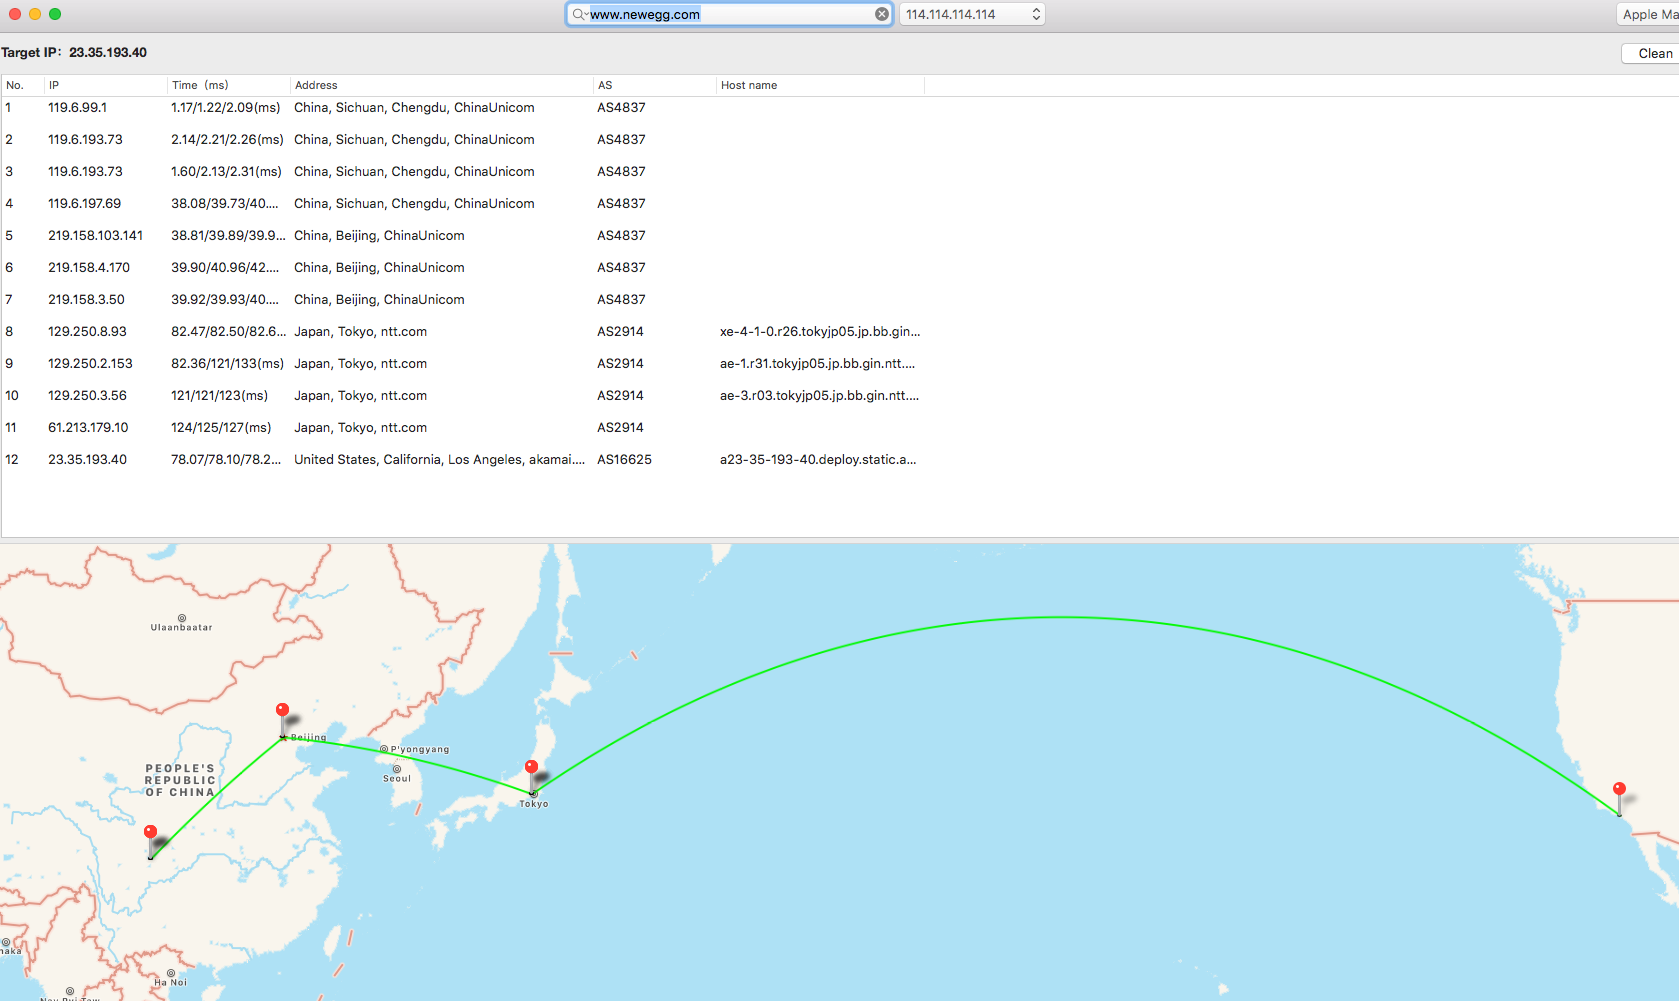 www.newegg.com
114.114.114.114
Apple Ma
Target IP: 23.35.193.40
Clean
No. IP Time (ms) Address AS Host name
1 119.6.99.1 1.17/1.22/2.09(ms) China, Sichuan, Chengdu, ChinaUnicom AS4837
2 119.6.193.73 2.14/2.21/2.26(ms) China, Sichuan, Chengdu, ChinaUnicom AS4837
3 119.6.193.73 1.60/2.13/2.31(ms) China, Sichuan, Chengdu, ChinaUnicom AS4837
4 119.6.197.69 38.08/39.73/40.... China, Sichuan, Chengdu, ChinaUnicom AS4837
5 219.158.103.141 38.81/39.89/39.9... China, Beijing, ChinaUnicom AS4837
6 219.158.4.170 39.90/40.96/42.... China, Beijing, ChinaUnicom AS4837
7 219.158.3.50 39.92/39.93/40.... China, Beijing, ChinaUnicom AS4837
8 129.250.8.93 82.47/82.50/82.6... Japan, Tokyo, ntt.com AS2914 xe-4-1-0.r26.tokyjp05.jp.bb.gin...
9 129.250.2.153 82.36/121/133(ms) Japan, Tokyo, ntt.com AS2914 ae-1.r31.tokyjp05.jp.bb.gin.ntt....
10 129.250.3.56 121/121/123(ms) Japan, Tokyo, ntt.com AS2914 ae-3.r03.tokyjp05.jp.bb.gin.ntt....
11 61.213.179.10 124/125/127(ms) Japan, Tokyo, ntt.com AS2914
12 23.35.193.40 78.07/78.10/78.2... United States, California, Los Angeles, akamai.... AS16625 a23-35-193-40.deploy.static.a...
Ulaanbaatar
Beijing
P'yongyang
Seoul
PEOPLE'S
REPUBLIC
OF CHINA
Tokyo
naka
Ha Noi
Nay Pyi Taw